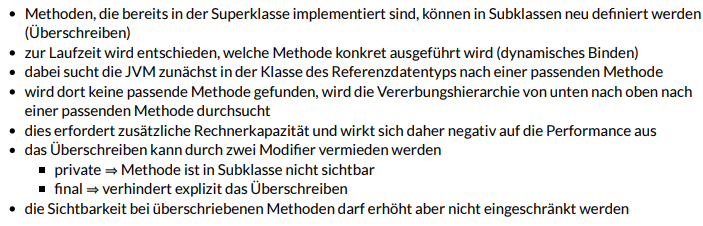 • Methoden, die bereits in der Superklasse implementiert sind, können in Subklassen neu definiert werden
(Überschreiben)
• zur Laufzeit wird entschieden, welche Methode konkret ausgeführt wird (dynamisches Binden)
• dabei sucht die JVM zunächst in der Klasse des Referenzdatentyps nach einer passenden Methode
• wird dort keine passende Methode gefunden, wird die Vererbungshierarchie von unten nach oben nach
einer passenden Methode durchsucht
• dies erfordert zusätzliche Rechnerkapazität und wirkt sich daher negativ auf die Performance aus
• das Überschreiben kann durch zwei Modifier vermieden werden
▪ private ⇒ Methode ist in Subklasse nicht sichtbar
▪ final ⇒ verhindert explizit das Überschreiben
• die Sichtbarkeit bei überschriebenen Methoden darf erhöht aber nicht eingeschränkt werden